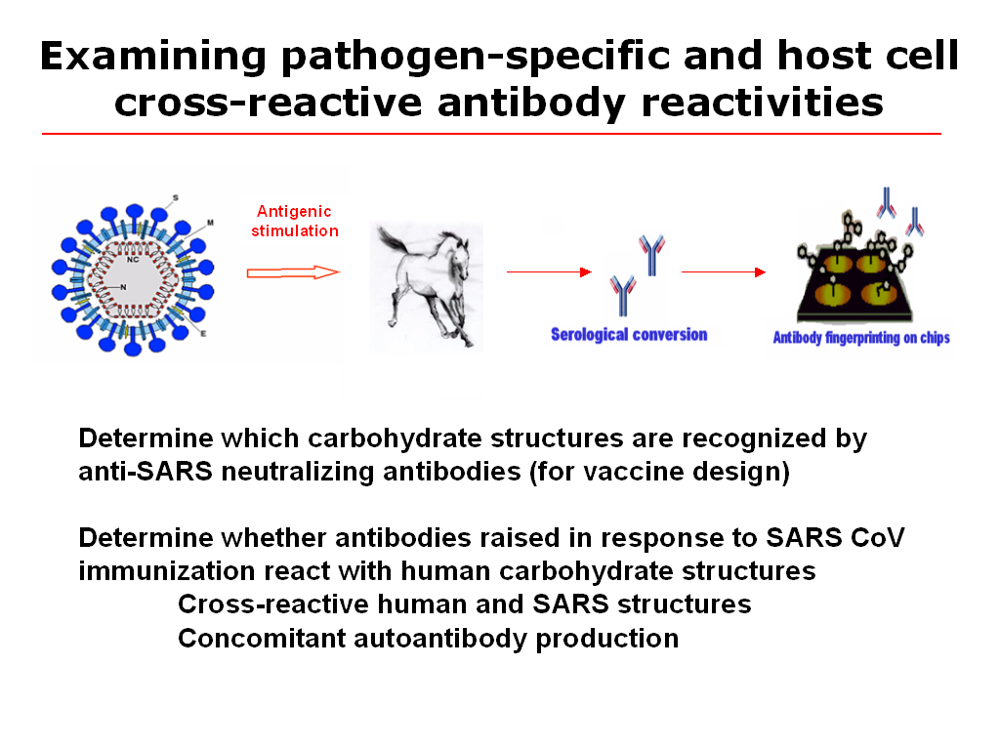 Examining pathogen-specific and host cell
cross-reactive antibody reactivities
S
M
NC
N
E
Antigenic
stimulation
Serological conversion
Antibody fingerprinting on chips
Determine which carbohydrate structures are recognized by
anti-SARS neutralizing antibodies (for vaccine design)
Determine whether antibodies raised in response to SARS CoV
immunization react with human carbohydrate structures
Cross-reactive human and SARS structures
Concomitant autoantibody production